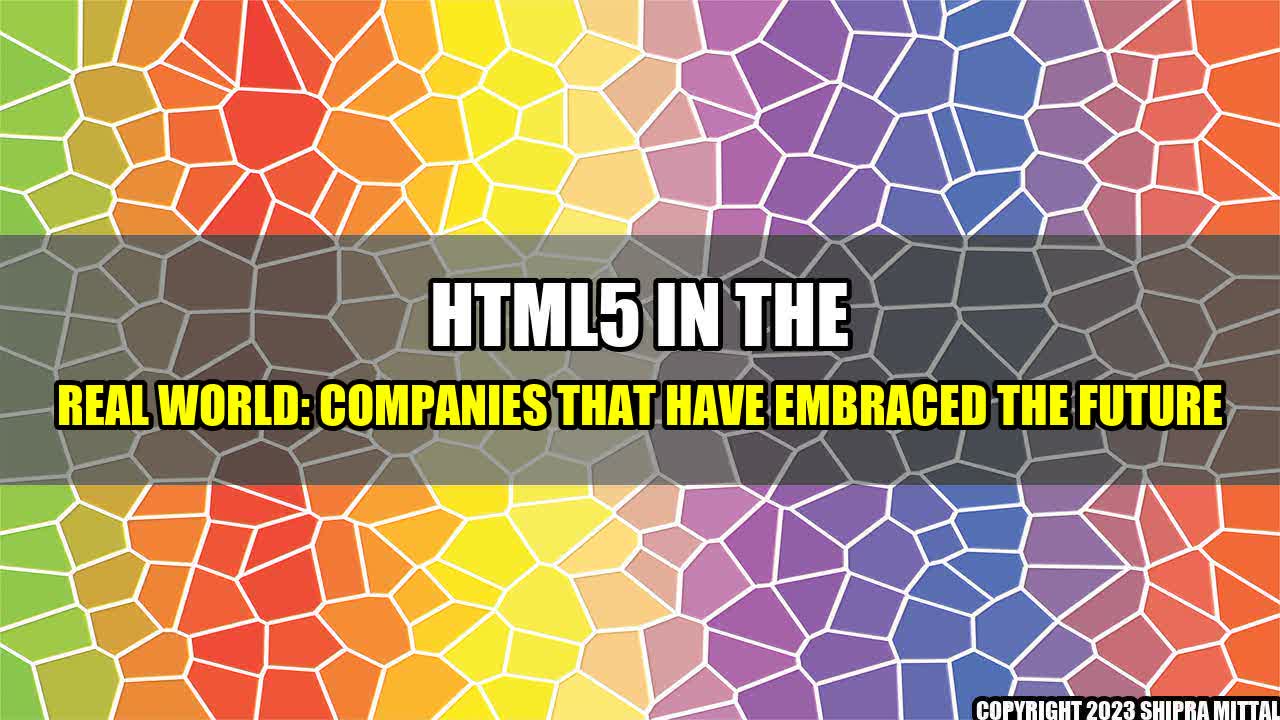 HTML5 IN THE
REAL WORLD: COMPANIES THAT HAVE EMBRACED THE FUTURE
COPYRIGHT 2023 SHIPRA MITTAL